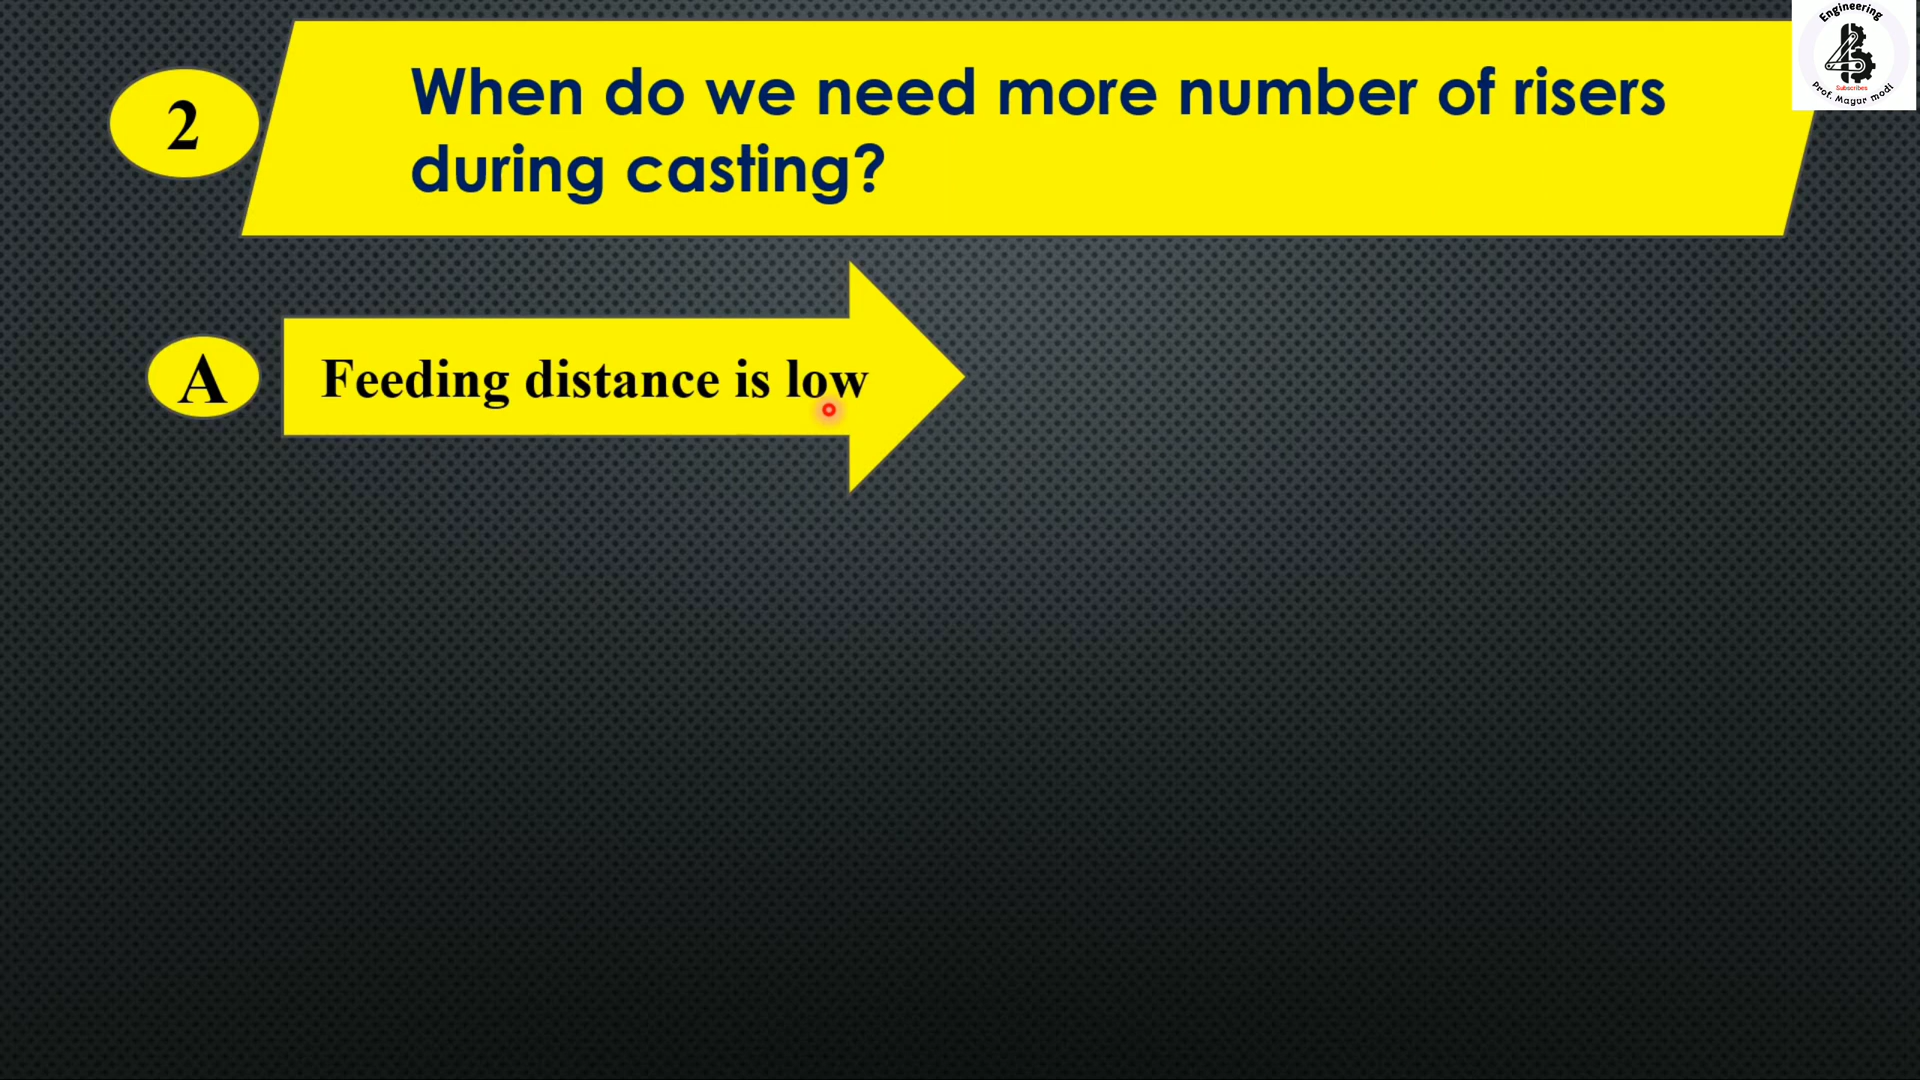 Engineering
Subscribes
Prof. Mayur modi
2
When do we need more number of risers
during casting?
A
Feeding distance is low